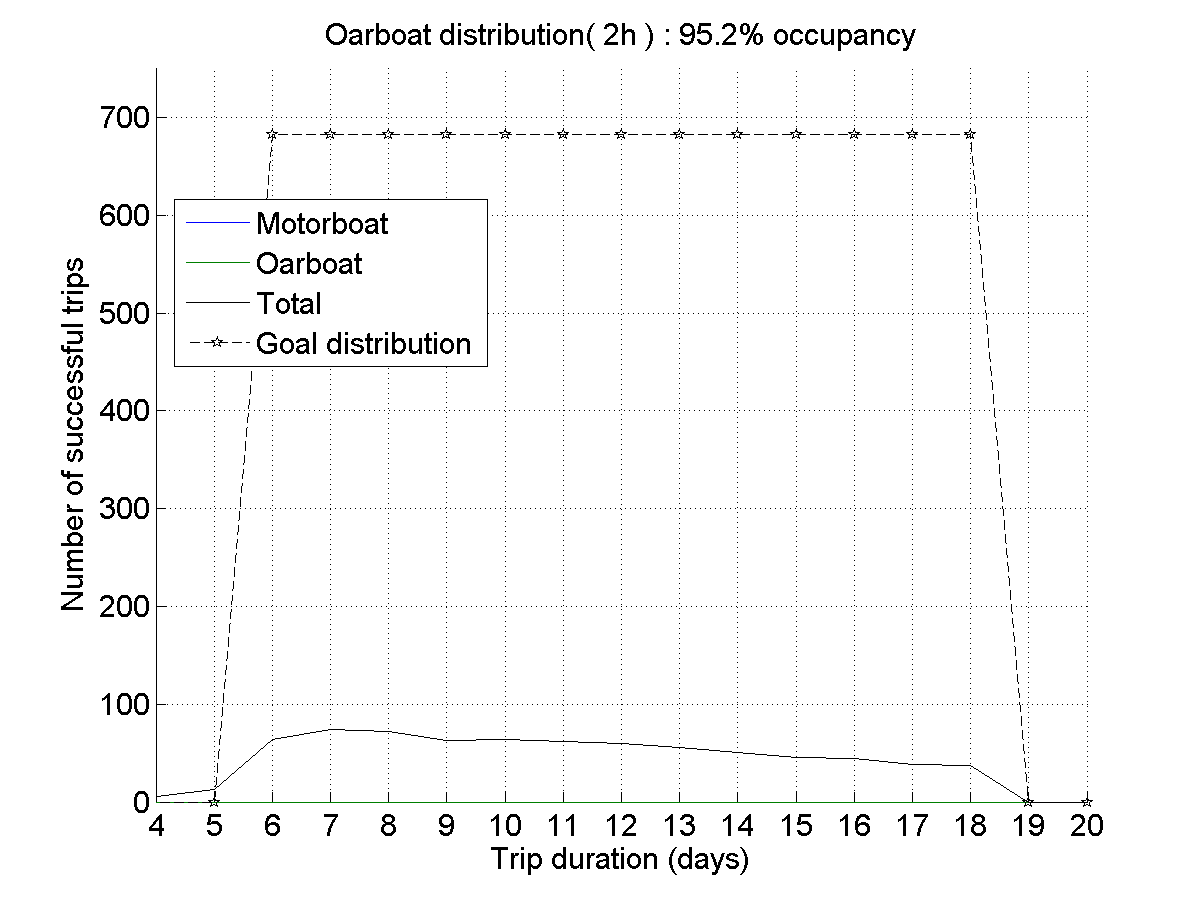 Oarboat distribution( 2h ) : 95.2% occupancy
Number of successful trips
700
600
500
400
300
200
100
0
Motorboat
Oarboat
Total
Goal distribution
4 5 6 7 8 9 10 11 12 13 14 15 16 17 18 19 20
Trip duration (days)